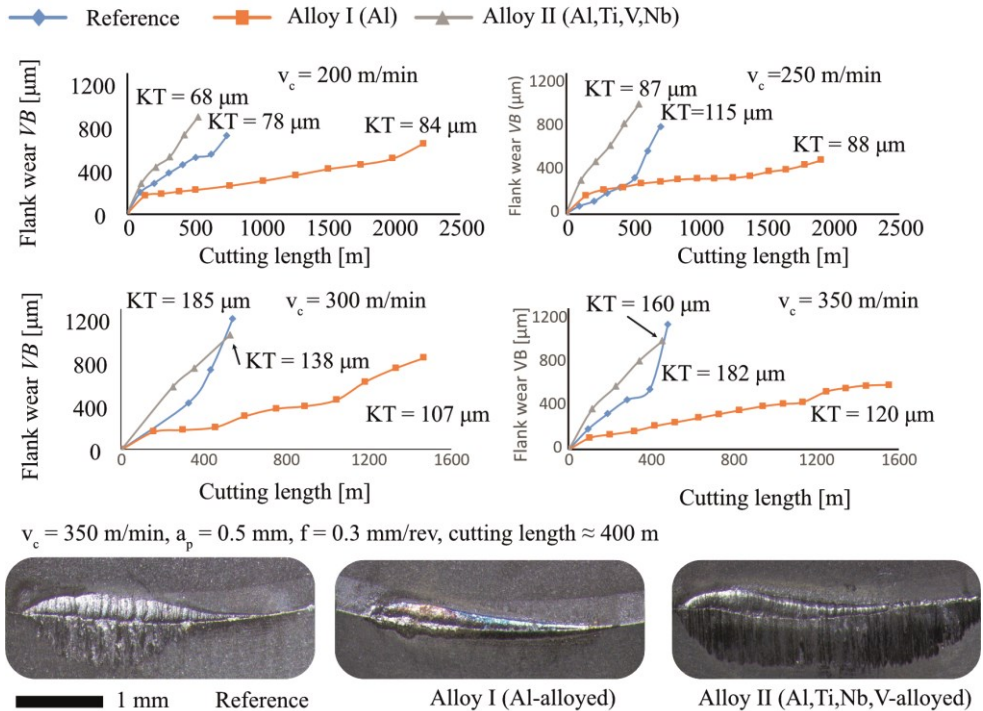 Reference Alloy I (Al) Alloy II (Al,Ti,V,Nb)
v_c = 200 m/min
Flank wear VB [μm]
1200
800
400
0
KT = 68 μm
KT = 78 μm
KT = 84 μm
0 500 1000 1500 2000 2500
Cutting length [m]
v_c =250 m/min
Flank wear VB (μm)
1200
800
400
0
KT = 87 μm
KT=115 μm
KT = 88 μm
0 500 1000 1500 2000 2500
Cutting length [m]
KT = 185 μm
v_c = 300 m/min
Flank wear VB [μm]
1200
800
400
0
KT = 138 μm
KT = 107 μm
0 400 800 1200 1600
Cutting length [m]
KT = 160 μm
v_c = 350 m/min
Flank wear VB [μm]
1200
800
400
0
KT = 182 μm
KT = 120 μm
0 400 800 1200 1600
Cutting length [m]
v_c = 350 m/min, a_p = 0.5 mm, f = 0.3 mm/rev, cutting length ≈ 400 m
1 mm Reference Alloy I (Al-alloyed) Alloy II (Al,Ti,Nb,V-alloyed)